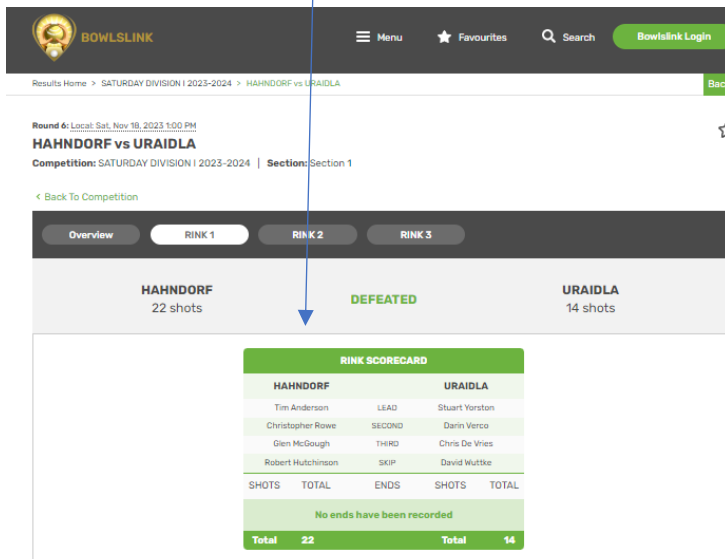 BOWLSLINK Menu Favourites Search Bowlslink Login
Results Home > SATURDAY DIVISION I 2023-2024 > HAHNDORF vs URAIDLA
Round 6: Local: Sat, Nov 18, 2023 1:00 PM
HAHNDORF vs URAIDLA
Competition: SATURDAY DIVISION I 2023-2024 | Section: Section 1
< Back To Competition
Overview RINK 1 RINK 2 RINK 3
HAHNDORF DEFEATED URAIDLA
22 shots 14 shots
RINK SCORECARD
HAHNDORF URAIDLA
Tim Anderson LEAD Stuart Yorston
Christopher Rowe SECOND Darin Verco
Glen McGough THIRD Chris De Vries
Robert Hutchinson SKIP David Wuttke
SHOTS TOTAL ENDS SHOTS TOTAL
No ends have been recorded
Total 22 Total 14